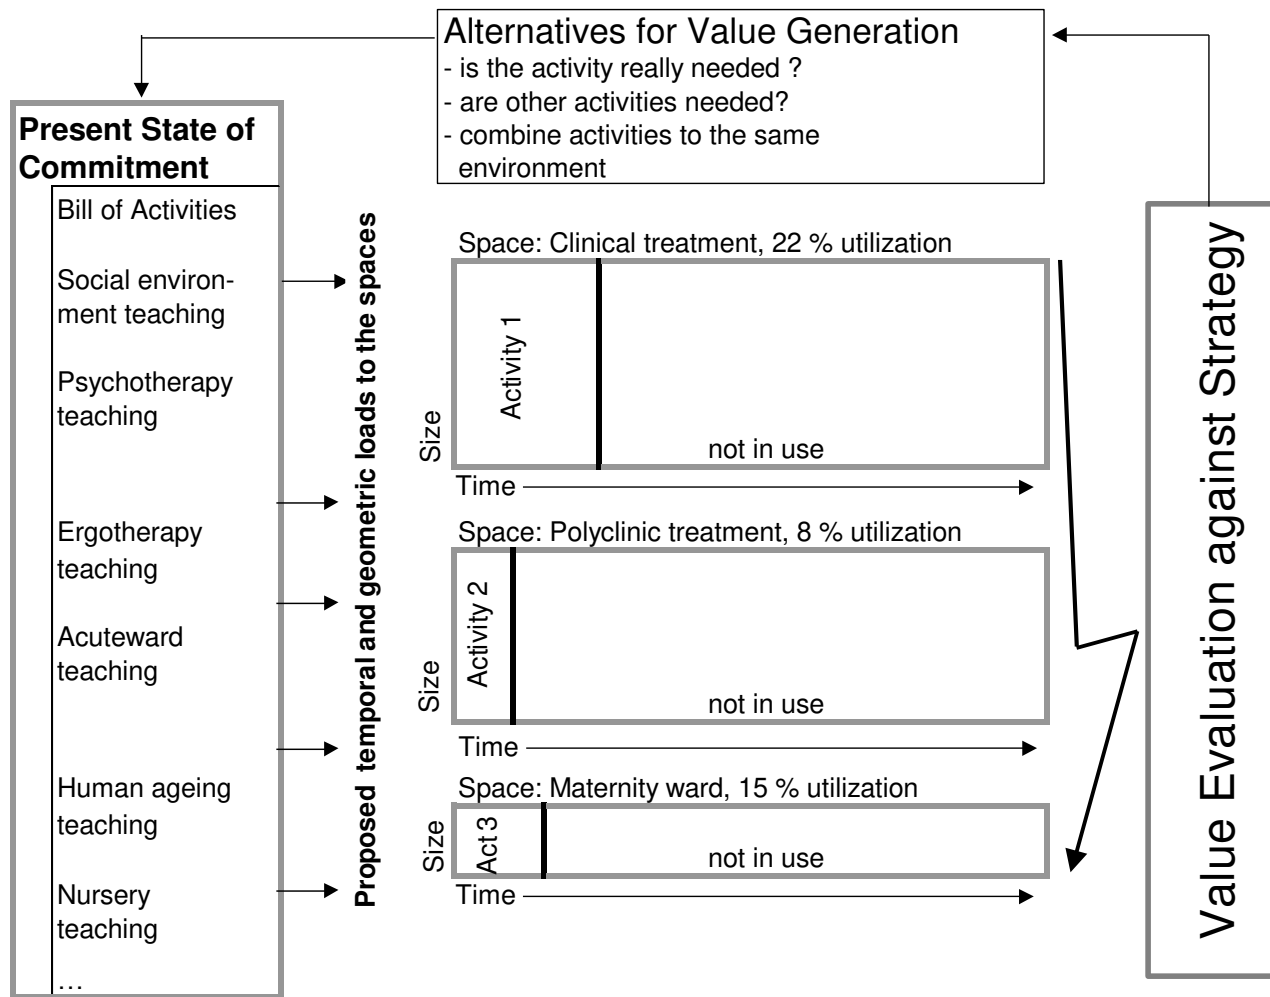 Alternatives for Value Generation
- is the activity really needed ?
- are other activities needed?
- combine activities to the same
environment
Present State of
Commitment
Bill of Activities
Social environ-
ment teaching
Psychotherapy
teaching
Ergotherapy
teaching
Acuteward
teaching
Human ageing
teaching
Nursery
teaching
...
Proposed temporal and geometric loads to the spaces
Space: Clinical treatment, 22 % utilization
Size
Activity 1
not in use
Time
Space: Polyclinic treatment, 8 % utilization
Size
Activity 2
not in use
Time
Space: Maternity ward, 15 % utilization
Size
Act 3
not in use
Time
Value Evaluation against Strategy